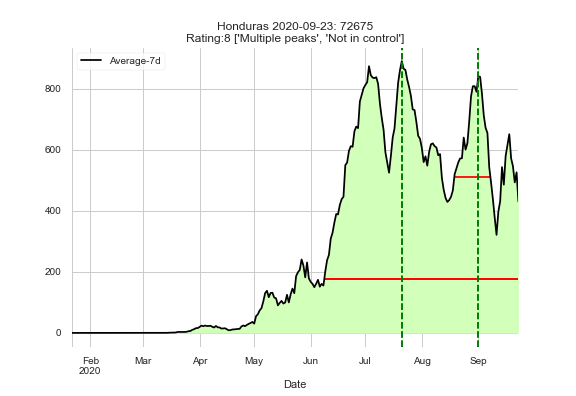 Honduras 2020-09-23: 72675
Rating:8 ['Multiple peaks', 'Not in control']
Average-7d
800
600
400
200
0
Feb
2020
Mar
Apr
May
Jun
Jul
Aug
Sep
Date